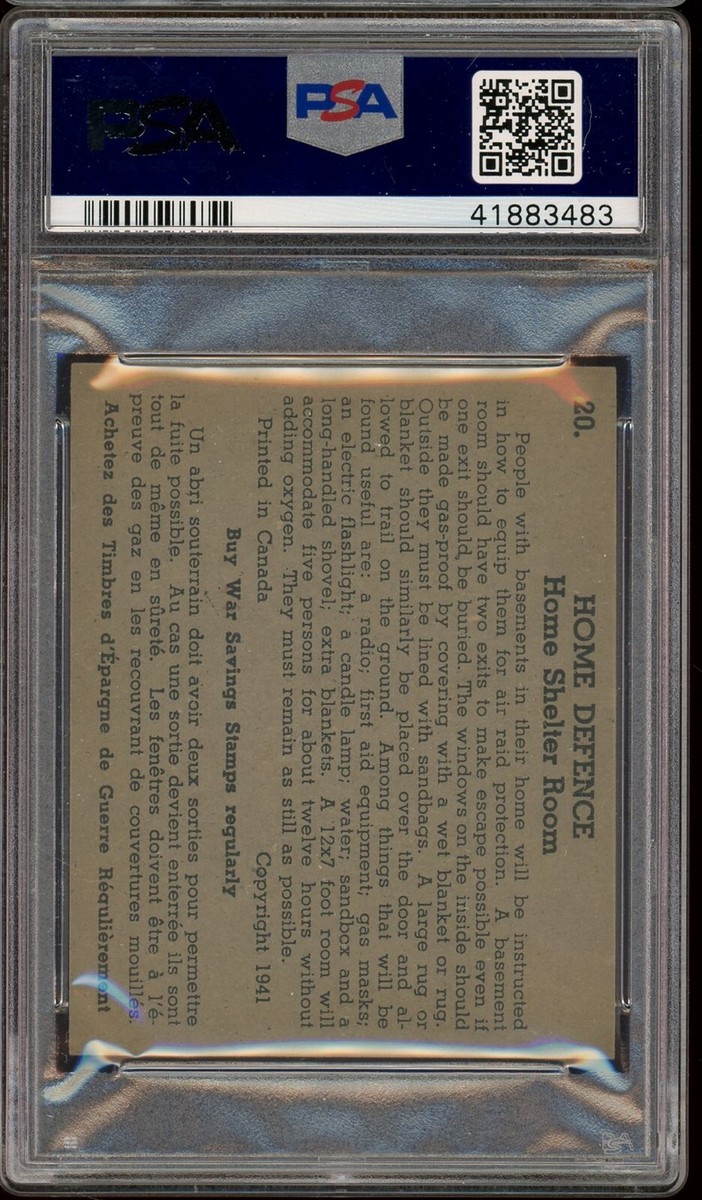 PSA
PSA
41883483
20.
HOME DEFENCE
Home Shelter Room
People with basements in their home will be instructed
in how to equip them for air raid protection. A basement
room should have two exits to make escape possible even if
one exit should be buried. The windows on the inside should
be made gas-proof by covering with a wet blanket or rug.
Outside they must be lined with sandbags. A large rug or
blanket should similarly be placed over the door and al-
lowed to trail on the ground. Among things that will be
found useful are: a radio; first aid equipment; gas masks;
an electric flashlight; a candle lamp; water; sandbox and a
long-handled shovel; extra blankets. A 12x7 foot room will
accommodate five persons for about twelve hours without
adding oxygen. They must remain as still as possible.
Printed in Canada Copyright 1941
Buy War Savings Stamps regularly
Un abri souterrain doit avoir deux sorties pour permettre
la fuite possible. Au cas une sortie devient enterrée ils sont
tout de même en sûreté. Les fenêtres doivent être à l'é-
preuve des gaz en les recouvrant de couvertures mouillés.
Achetez des Timbres d'Épargne de Guerre Régulièrement